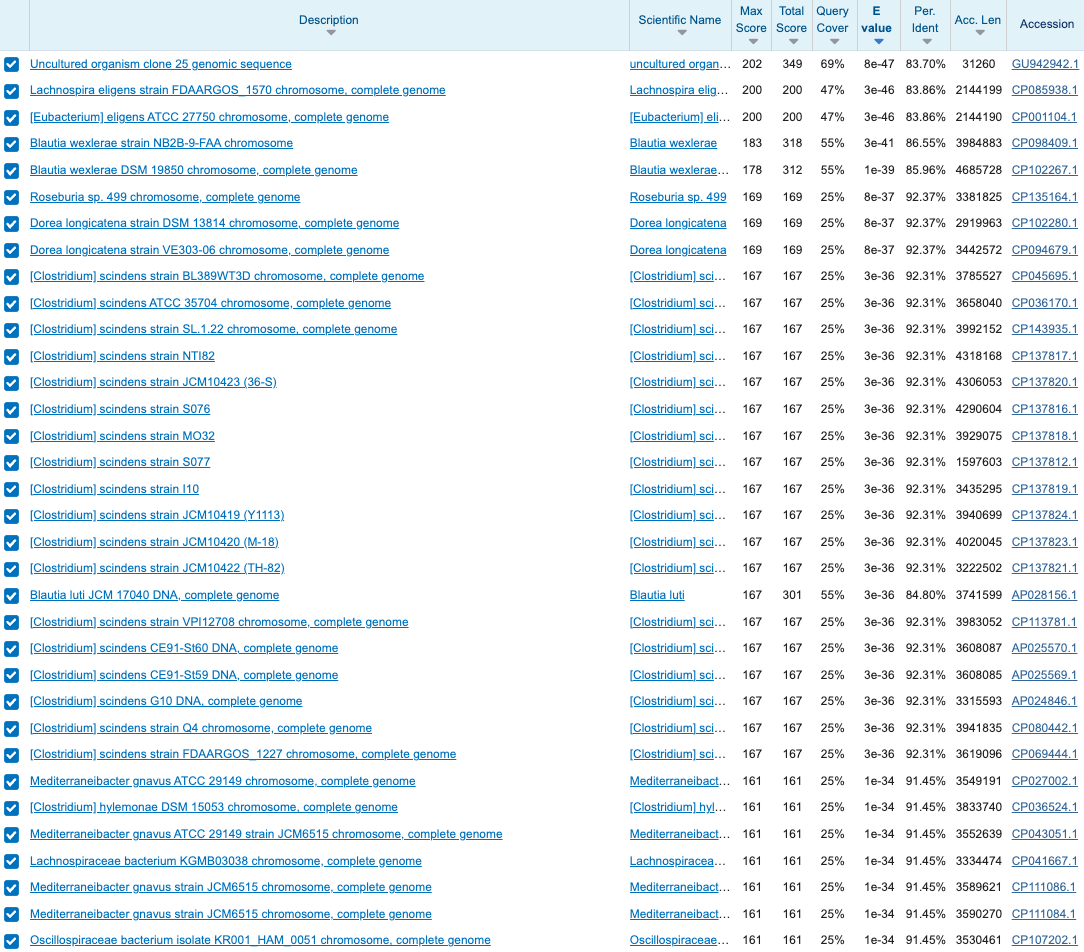 Description Scientific Name Max Score Total Score Query Cover E value Per. Ident Acc. Len Accession
Uncultured organism clone 25 genomic sequence uncultured organ... 202 349 69% 8e-47 83.70% 31260 GU942942.1
Lachnospira eligens strain FDAARGOS_1570 chromosome, complete genome Lachnospira elig... 200 200 47% 3e-46 83.86% 2144199 CP085938.1
[Eubacterium] eligens ATCC 27750 chromosome, complete genome [Eubacterium] eli... 200 200 47% 3e-46 83.86% 2144190 CP001104.1
Blautia wexlerae strain NB2B-9-FAA chromosome Blautia wexlerae 183 318 55% 3e-41 86.55% 3984883 CP098409.1
Blautia wexlerae DSM 19850 chromosome, complete genome Blautia wexlerae... 178 312 55% 1e-39 85.96% 4685728 CP102267.1
Roseburia sp. 499 chromosome, complete genome Roseburia sp. 499 169 169 25% 8e-37 92.37% 3381825 CP135164.1
Dorea longicatena strain DSM 13814 chromosome, complete genome Dorea longicatena 169 169 25% 8e-37 92.37% 2919963 CP102280.1
Dorea longicatena strain VE303-06 chromosome, complete genome Dorea longicatena 169 169 25% 8e-37 92.37% 3442572 CP094679.1
[Clostridium] scindens strain BL389WT3D chromosome, complete genome [Clostridium] sci... 167 167 25% 3e-36 92.31% 3785527 CP045695.1
[Clostridium] scindens ATCC 35704 chromosome, complete genome [Clostridium] sci... 167 167 25% 3e-36 92.31% 3658040 CP036170.1
[Clostridium] scindens strain SL.1.22 chromosome, complete genome [Clostridium] sci... 167 167 25% 3e-36 92.31% 3992152 CP143935.1
[Clostridium] scindens strain NTI82 [Clostridium] sci... 167 167 25% 3e-36 92.31% 4318168 CP137817.1
[Clostridium] scindens strain JCM10423 (36-S) [Clostridium] sci... 167 167 25% 3e-36 92.31% 4306053 CP137820.1
[Clostridium] scindens strain S076 [Clostridium] sci... 167 167 25% 3e-36 92.31% 4290604 CP137816.1
[Clostridium] scindens strain MO32 [Clostridium] sci... 167 167 25% 3e-36 92.31% 3929075 CP137818.1
[Clostridium] scindens strain S077 [Clostridium] sci... 167 167 25% 3e-36 92.31% 1597603 CP137812.1
[Clostridium] scindens strain I10 [Clostridium] sci... 167 167 25% 3e-36 92.31% 3435295 CP137819.1
[Clostridium] scindens strain JCM10419 (Y1113) [Clostridium] sci... 167 167 25% 3e-36 92.31% 3940699 CP137824.1
[Clostridium] scindens strain JCM10420 (M-18) [Clostridium] sci... 167 167 25% 3e-36 92.31% 4020045 CP137823.1
[Clostridium] scindens strain JCM10422 (TH-82) [Clostridium] sci... 167 167 25% 3e-36 92.31% 3222502 CP137821.1
Blautia luti JCM 17040 DNA, complete genome Blautia luti 167 301 55% 3e-36 84.80% 3741599 AP028156.1
[Clostridium] scindens strain VPI12708 chromosome, complete genome [Clostridium] sci... 167 167 25% 3e-36 92.31% 3983052 CP113781.1
[Clostridium] scindens CE91-St60 DNA, complete genome [Clostridium] sci... 167 167 25% 3e-36 92.31% 3608087 AP025570.1
[Clostridium] scindens CE91-St59 DNA, complete genome [Clostridium] sci... 167 167 25% 3e-36 92.31% 3608085 AP025569.1
[Clostridium] scindens G10 DNA, complete genome [Clostridium] sci... 167 167 25% 3e-36 92.31% 3315593 AP024846.1
[Clostridium] scindens strain Q4 chromosome, complete genome [Clostridium] sci... 167 167 25% 3e-36 92.31% 3941835 CP080442.1
[Clostridium] scindens strain FDAARGOS_1227 chromosome, complete genome [Clostridium] sci... 167 167 25% 3e-36 92.31% 3619096 CP069444.1
Mediterraneibacter gnavus ATCC 29149 chromosome, complete genome Mediterraneibact... 161 161 25% 1e-34 91.45% 3549191 CP027002.1
[Clostridium] hylemonae DSM 15053 chromosome, complete genome [Clostridium] hyl... 161 161 25% 1e-34 91.45% 3833740 CP036524.1
Mediterraneibacter gnavus ATCC 29149 strain JCM6515 chromosome, complete genome Mediterraneibact... 161 161 25% 1e-34 91.45% 3552639 CP043051.1
Lachnospiraceae bacterium KGMB03038 chromosome, complete genome Lachnospiracea... 161 161 25% 1e-34 91.45% 3334474 CP041667.1
Mediterraneibacter gnavus strain JCM6515 chromosome, complete genome Mediterraneibact... 161 161 25% 1e-34 91.45% 3589621 CP111086.1
Mediterraneibacter gnavus strain JCM6515 chromosome, complete genome Mediterraneibact... 161 161 25% 1e-34 91.45% 3590270 CP111084.1
Oscillospiraceae bacterium isolate KR001_HAM_0051 chromosome, complete genome Oscillospiraceae... 161 161 25% 1e-34 91.45% 3530461 CP107202.1